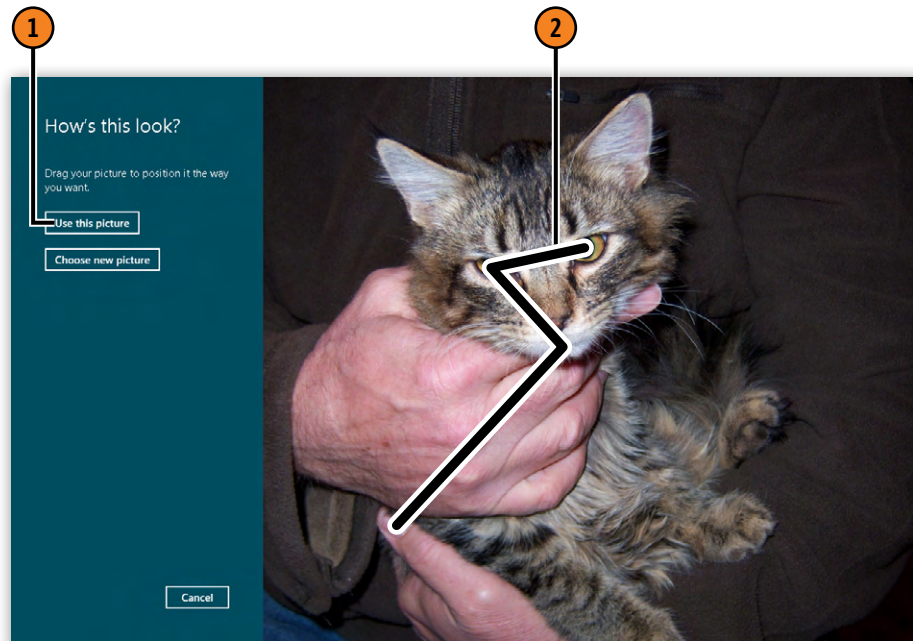 1
2
How's this look?
Drag your picture to position it the way
you want.
Use this picture
Choose new picture
Cancel